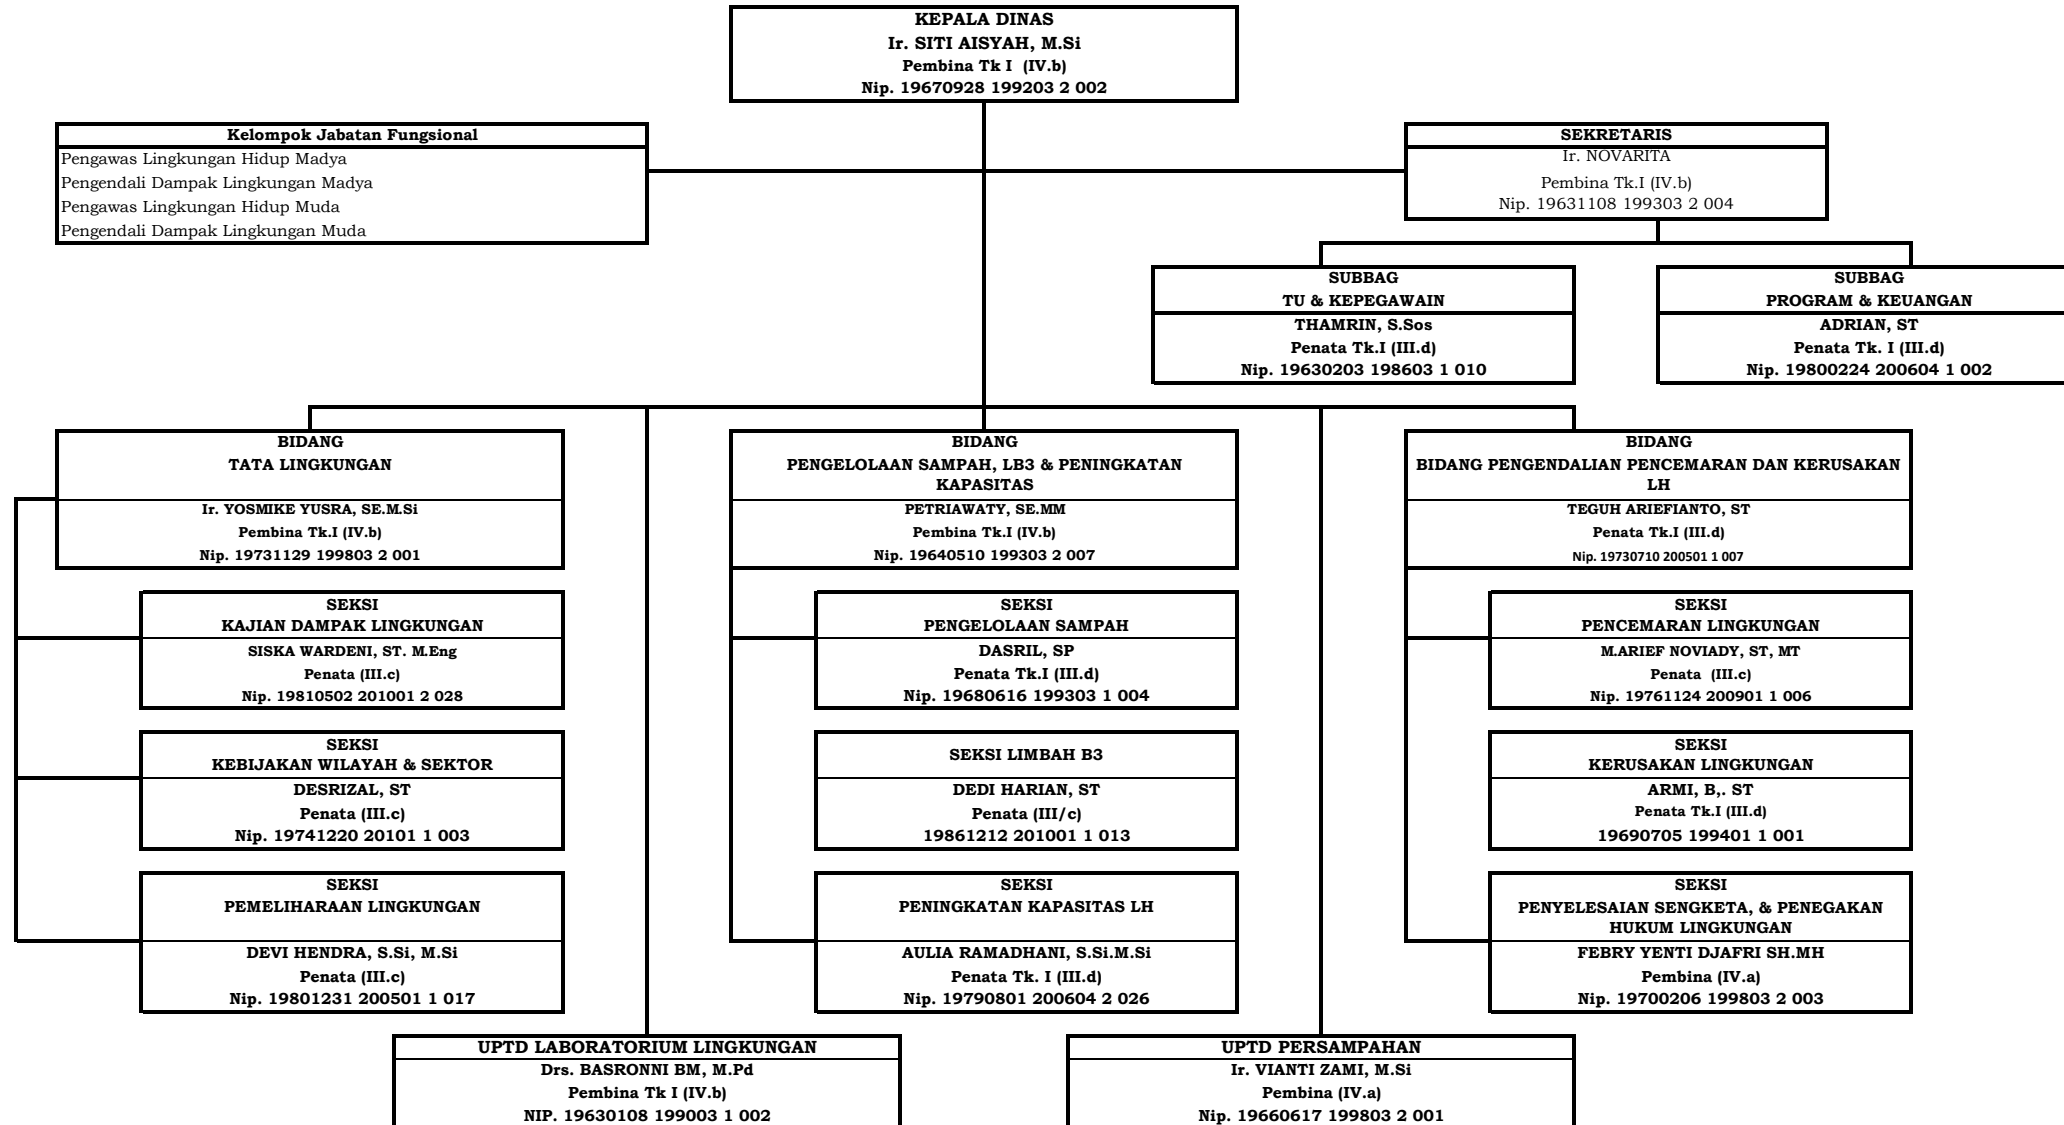 KEPALA DINAS
Ir. SITI AISYAH, M.Si
Pembina Tk I (IV.b)
Nip. 19670928 199203 2 002
Kelompok Jabatan Fungsional
Pengawas Lingkungan Hidup Madya
Pengendali Dampak Lingkungan Madya
Pengawas Lingkungan Hidup Muda
Pengendali Dampak Lingkungan Muda
SEKRETARIS
Ir. NOVARITA
Pembina Tk.I (IV.b)
Nip. 19631108 199303 2 004
SUBBAG
TU & KEPEGAWAIN
THAMRIN, S.Sos
Penata Tk.I (III.d)
Nip. 19630203 198603 1 010
SUBBAG
PROGRAM & KEUANGAN
ADRIAN, ST
Penata Tk. I (III.d)
Nip. 19800224 200604 1 002
BIDANG
TATA LINGKUNGAN
Ir. YOSMIKE YUSRA, SE.M.Si
Pembina Tk.I (IV.b)
Nip. 19731129 199803 2 001
SEKSI
KAJIAN DAMPAK LINGKUNGAN
SISKA WARDENI, ST. M.Eng
Penata (III.c)
Nip. 19810502 201001 2 028
SEKSI
KEBIJAKAN WILAYAH & SEKTOR
DESRIZAL, ST
Penata (III.c)
Nip. 19741220 20101 1 003
SEKSI
PEMELIHARAAN LINGKUNGAN
DEVI HENDRA, S.Si, M.Si
Penata (III.c)
Nip. 19801231 200501 1 017
BIDANG
PENGELOLAAN SAMPAH, LB3 & PENINGKATAN
KAPASITAS
PETRIAWATY, SE.MM
Pembina Tk.I (IV.b)
Nip. 19640510 199303 2 007
SEKSI
PENGELOLAAN SAMPAH
DASRIL, SP
Penata Tk.I (III.d)
Nip. 19680616 199303 1 004
SEKSI LIMBAH B3
DEDI HARIAN, ST
Penata (III/c)
19861212 201001 1 013
SEKSI
PENINGKATAN KAPASITAS LH
AULIA RAMADHANI, S.Si.M.Si
Penata Tk. I (III.d)
Nip. 19790801 200604 2 026
BIDANG
BIDANG PENGENDALIAN PENCEMARAN DAN KERUSAKAN
LH
TEGUH ARIEFIANTO, ST
Penata Tk.I (III.d)
Nip. 19730710 200501 1 007
SEKSI
PENCEMARAN LINGKUNGAN
M.ARIEF NOVIADY, ST, MT
Penata (III.c)
Nip. 19761124 200901 1 006
SEKSI
KERUSAKAN LINGKUNGAN
ARMI, B,. ST
Penata Tk.I (III.d)
19690705 199401 1 001
SEKSI
PENYELESAIAN SENGKETA, & PENEGAKAN
HUKUM LINGKUNGAN
FEBRY YENTI DJAFRI SH.MH
Pembina (IV.a)
Nip. 19700206 199803 2 003
UPTD LABORATORIUM LINGKUNGAN
Drs. BASRONNI BM, M.Pd
Pembina Tk I (IV.b)
NIP. 19630108 199003 1 002
UPTD PERSAMPAHAN
Ir. VIANTI ZAMI, M.Si
Pembina (IV.a)
Nip. 19660617 199803 2 001